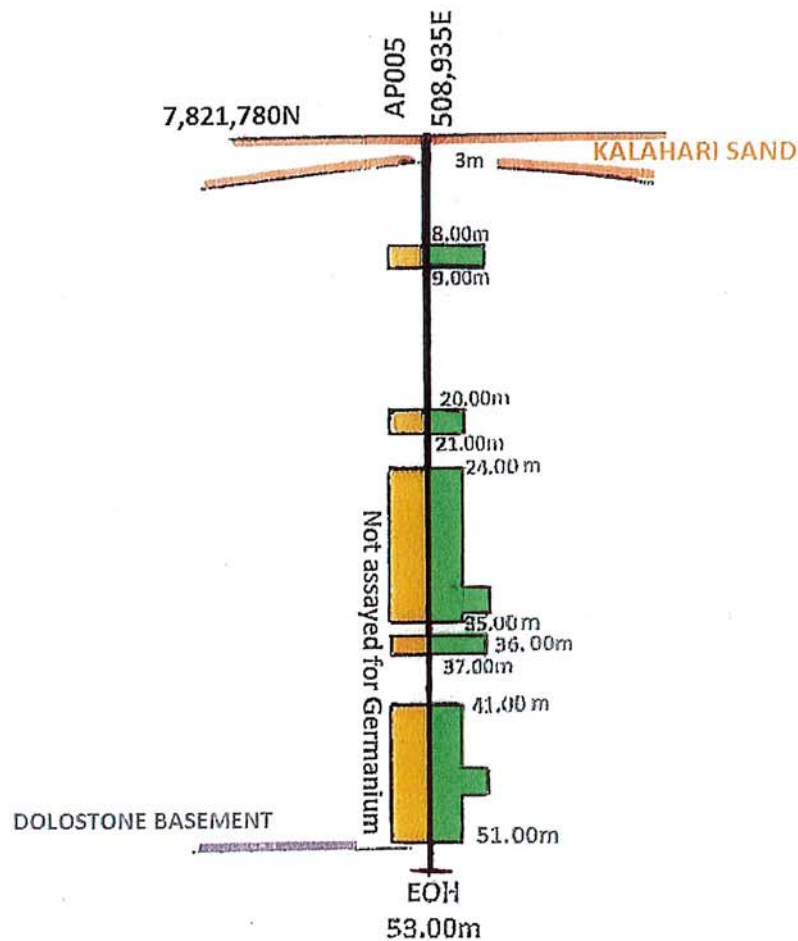 AP005
508,935E
7,821,780N
KALAHARI SAND
3m
8.00m
9.00m
20.00m
21.00m
24.00 m
Not assayed for Germanium
35.00 m
36.00m
37.00m
41.00 m
DOLOSTONE BASEMENT
51.00m
EOH
53.00m